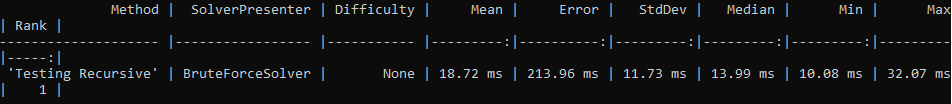 Method | SolverPresenter | Difficulty | Mean | Error | StdDev | Median | Min | Max
| Rank |
------------------- |---------------- |----------- |---------:|----------:|---------:|---------:|---------:|---------
|-----:|
'Testing Recursive' | BruteForceSolver | None | 18.72 ms | 213.96 ms | 11.73 ms | 13.99 ms | 10.08 ms | 32.07 ms
| 1 |